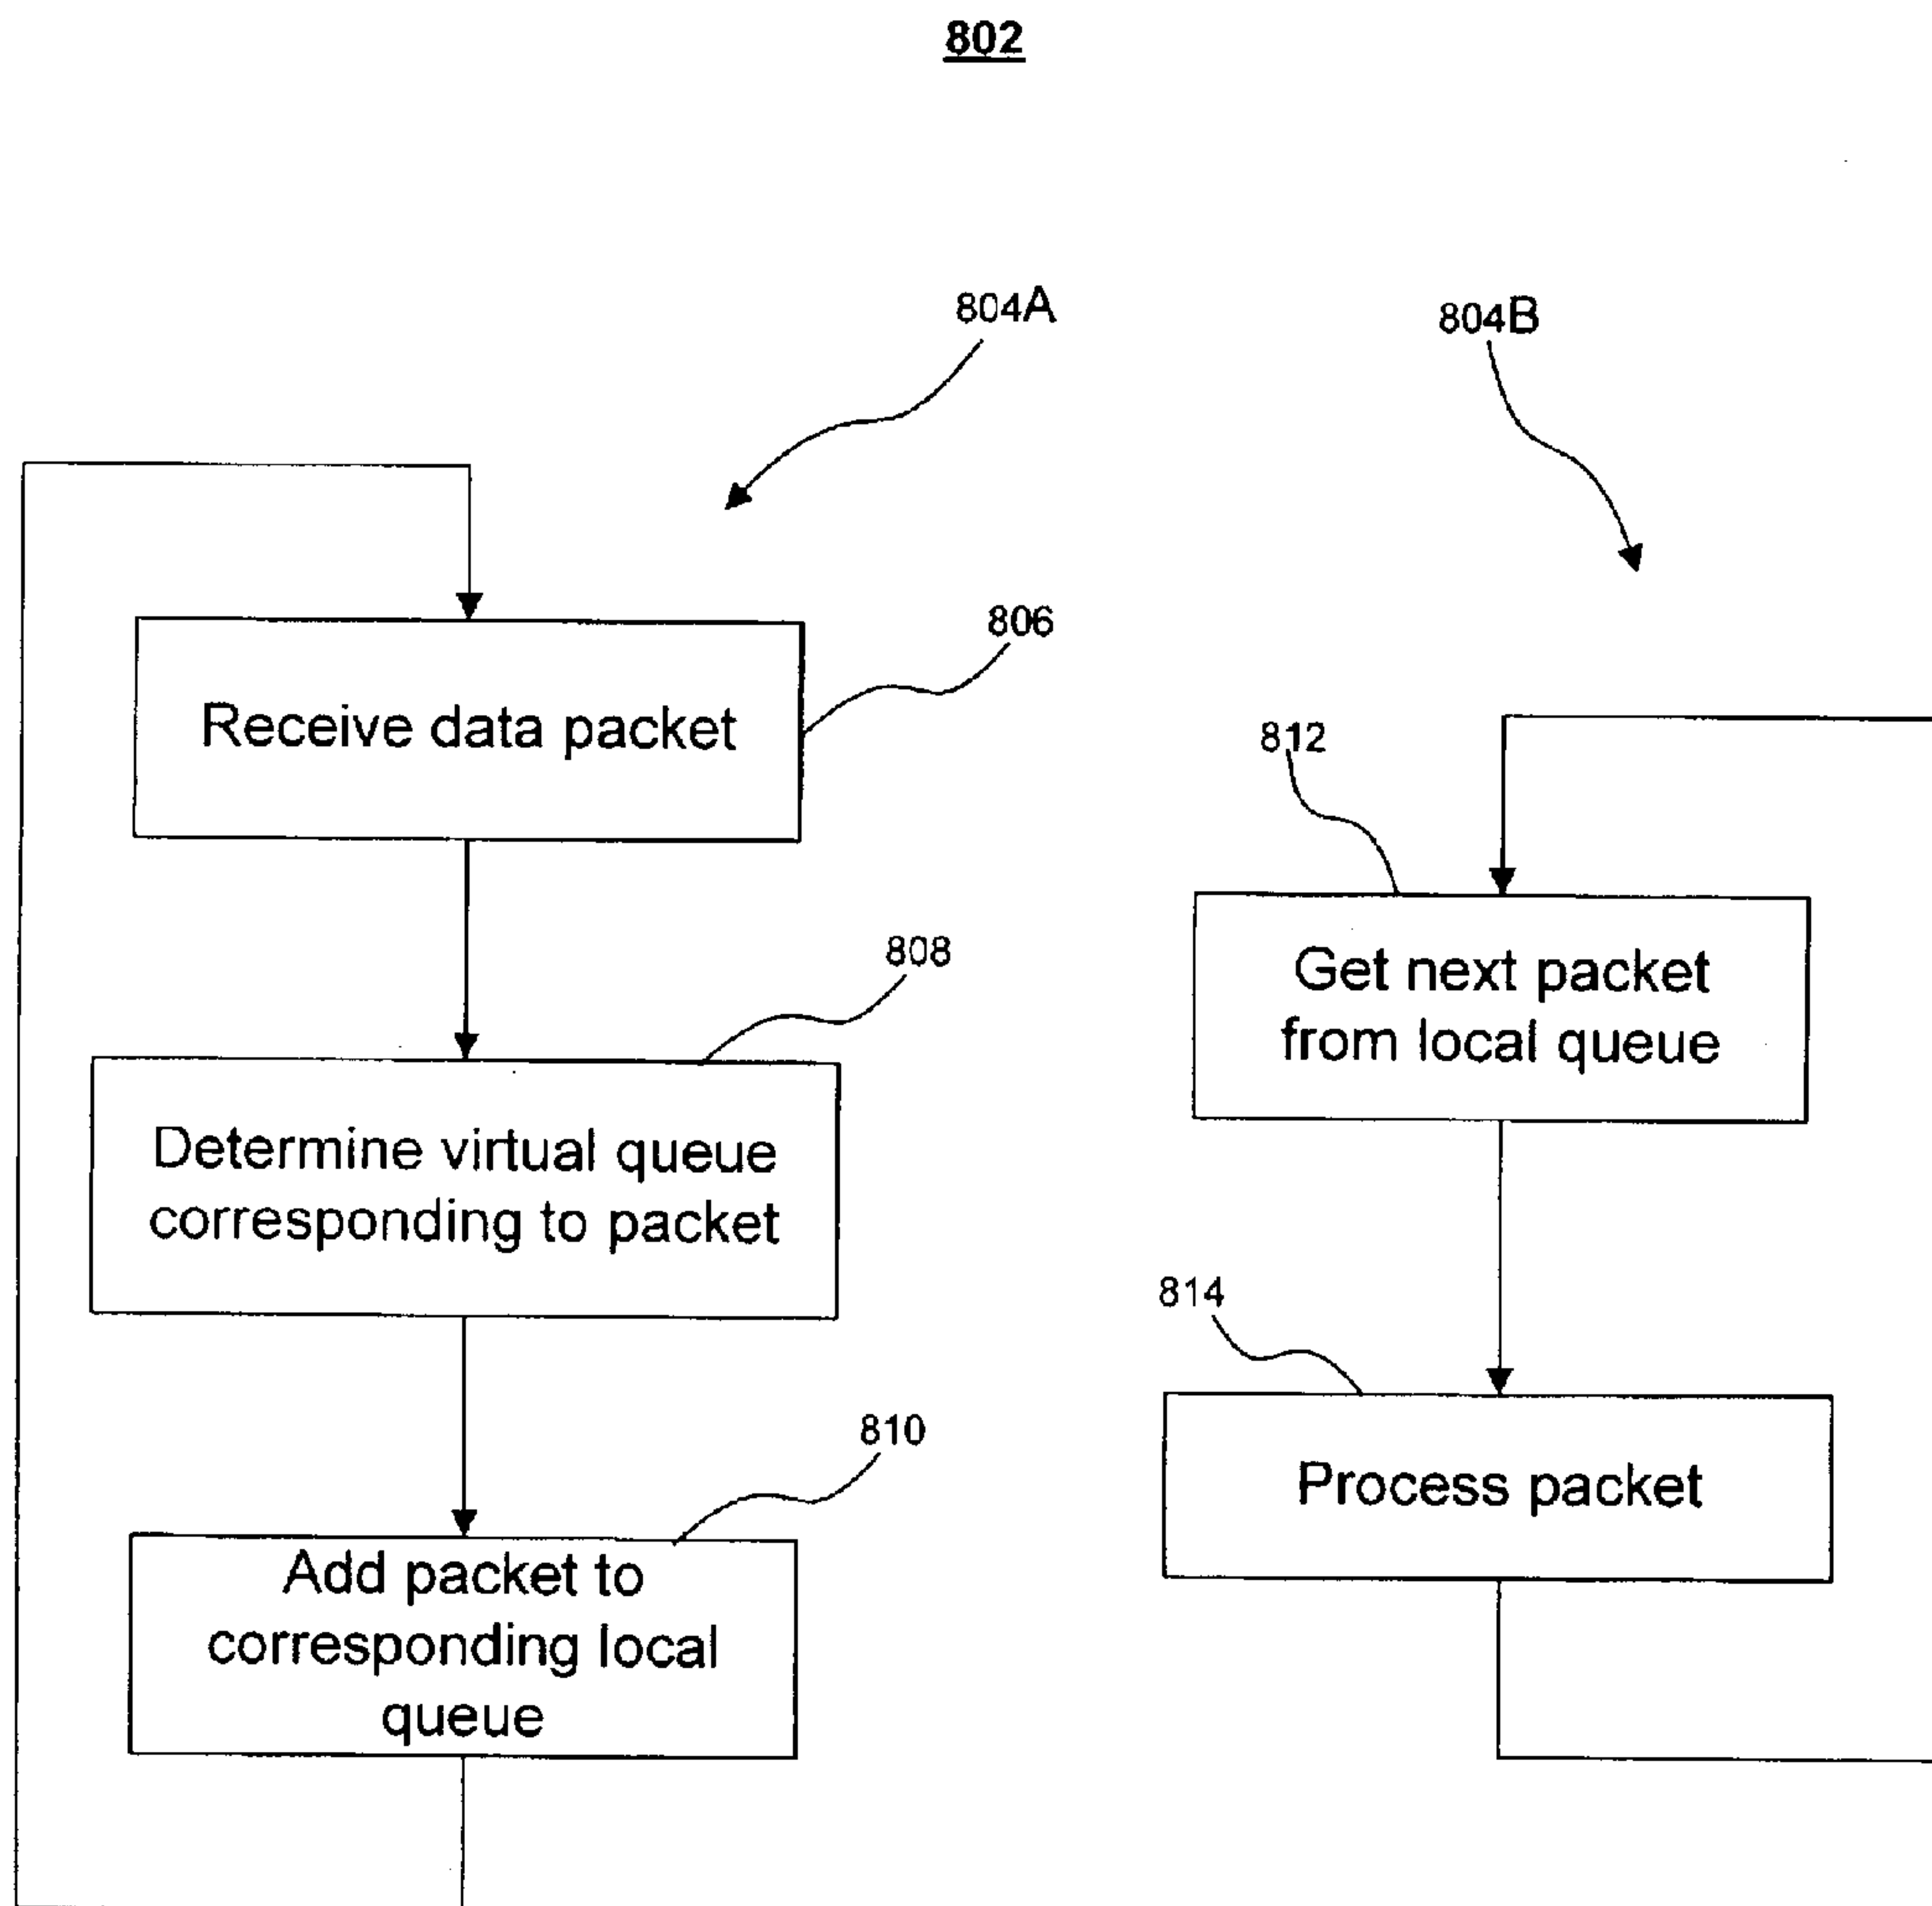 802
804A
804B
806
Receive data packet
812
808
Get next packet
from local queue
Determine virtual queue
corresponding to packet
814
810
Process packet
Add packet to
corresponding local
queue